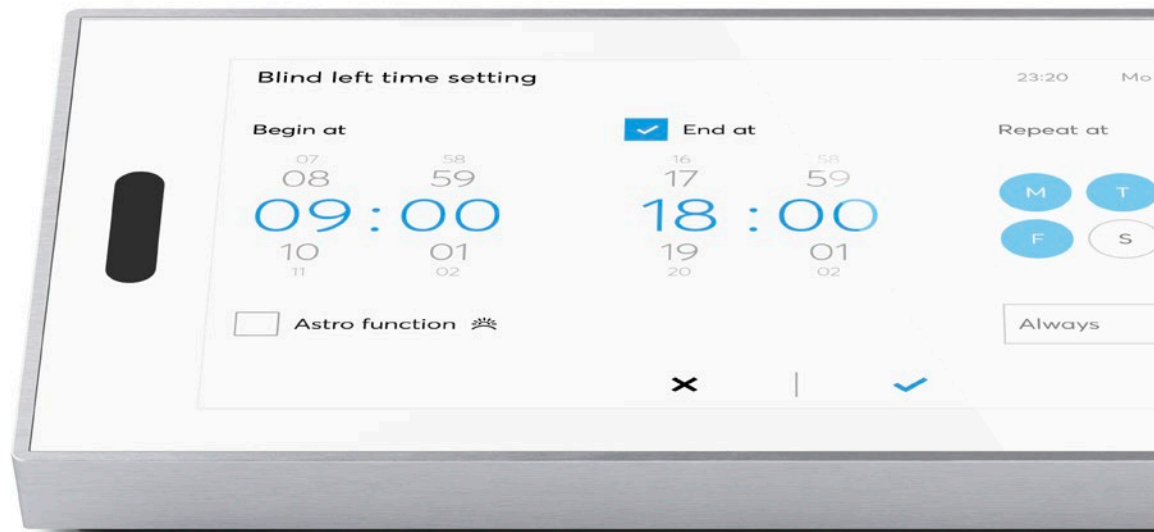 Blind left time setting
23:20 Mo
Begin at
End at
Repeat at
07 58
08 59
09 : 00
10 01
11 02
16 58
17 59
18 : 00
19 01
20 02
M T
F S
Astro function
Always